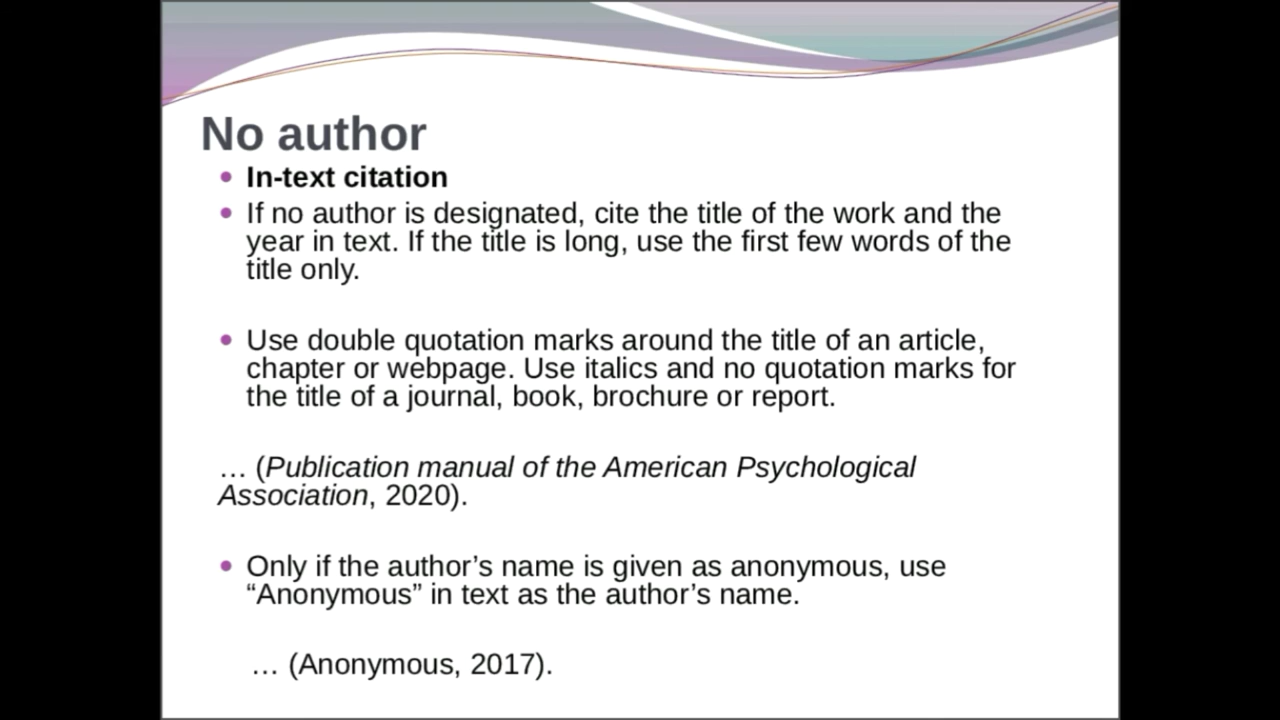 No author
In-text citation
If no author is designated, cite the title of the work and the
year in text. If the title is long, use the first few words of the
title only.
Use double quotation marks around the title of an article,
chapter or webpage. Use italics and no quotation marks for
the title of a journal, book, brochure or report.
… (Publication manual of the American Psychological
Association, 2020).
Only if the author’s name is given as anonymous, use
“Anonymous” in text as the author’s name.
… (Anonymous, 2017).